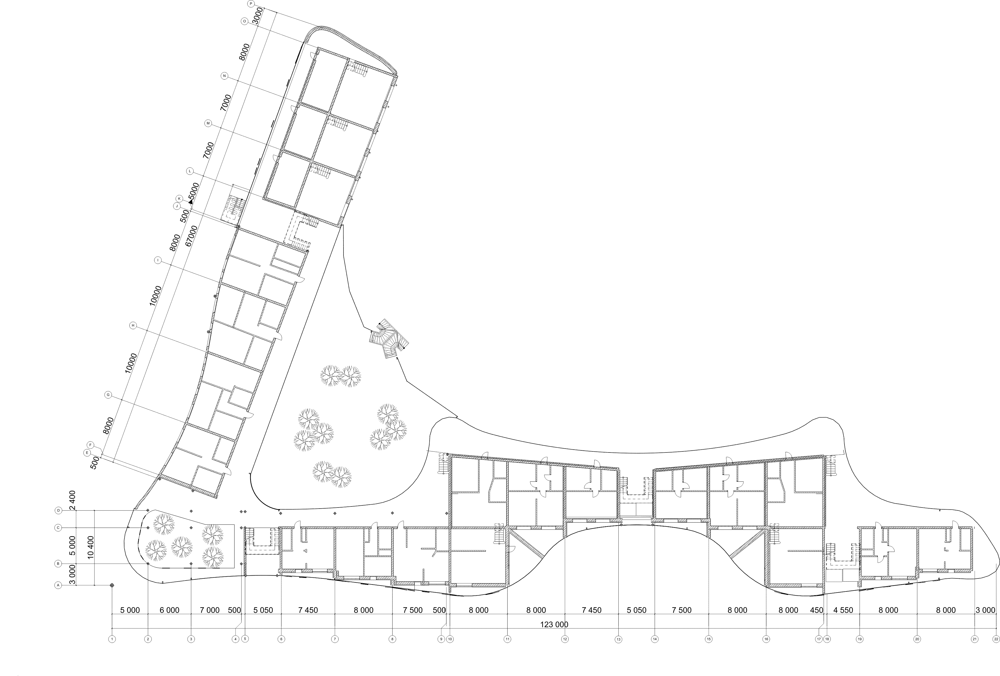 P
3000
O
8000
N
7000
M
7000
L
5000
K
J
500
67000
8000
I
10000
H
10000
G
8000
F
E
500
2 400
D
C
5 000
10 400
B
3 000
A
5 000 6 000 7 000 500 5 050 7 450 8 000 7 500 500 8 000 8 000 7 450 5 050 7 500 8 000 8 000 450 4 550 8 000 8 000 3 000
123 000
1 2 3 4 5 6 7 8 9 10 11 12 13 14 15 16 17 18 19 20 21 22